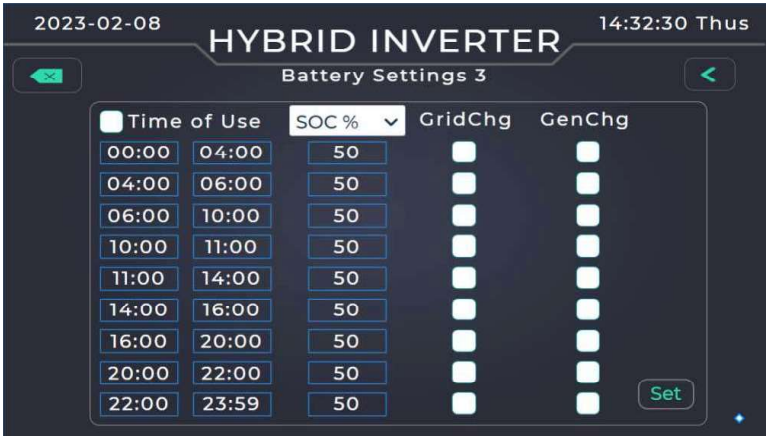 2023-02-08
14:32:30 Thus
HYBRID INVERTER
Battery Settings 3
<
Time of Use SOC % GridChg GenChg
00:00 04:00 50
04:00 06:00 50
06:00 10:00 50
10:00 11:00 50
11:00 14:00 50
14:00 16:00 50
16:00 20:00 50
20:00 22:00 50
22:00 23:59 50
Set